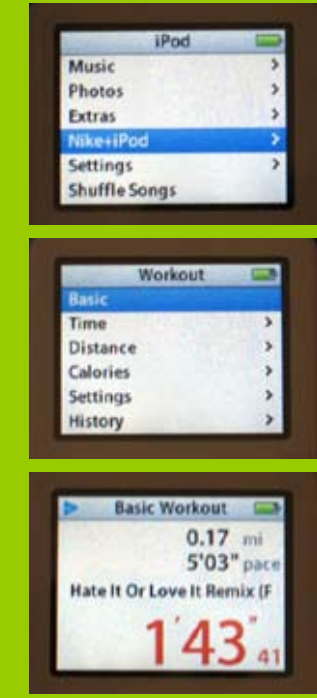 iPod
Music >
Photos >
Extras >
Nike+iPod >
Settings >
Shuffle Songs
Workout
Basic
Time >
Distance >
Calories >
Settings >
History >
Basic Workout
0.17 mi
5'03" pace
Hate It Or Love It Remix (F
1'43"41